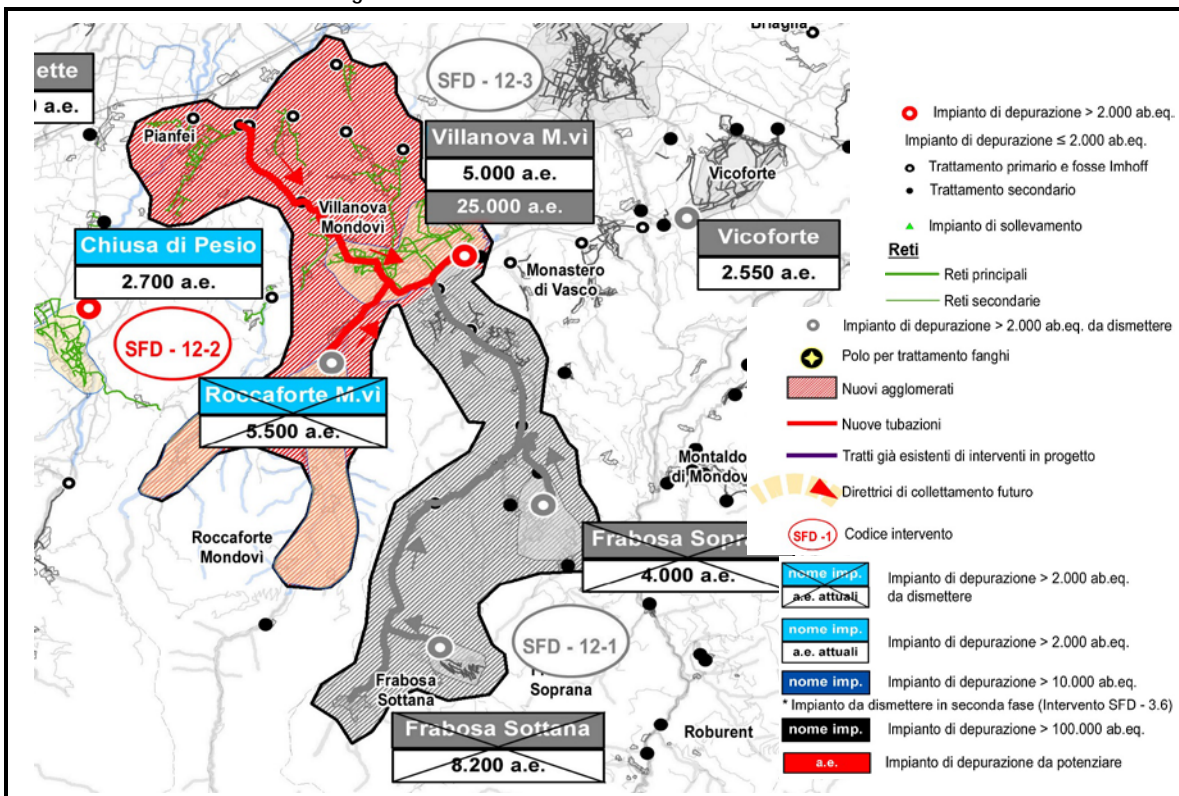 Briaglia
ette
a.e.
SFD - 12-3
Pianfei
Villanova M.vì
5.000 a.e.
25.000 a.e.
Vicoforte
Villanova
Mondovì
Chiusa di Pesio
2.700 a.e.
Vicoforte
2.550 a.e.
Monastero
di Vasco
SFD - 12-2
Roccaforte M.vì
5.500 a.e.
Montaldo
di Mondov
Roccaforte
Mondovì
Frabosa Sopra
4.000 a.e.
SFD - 12-1
Frabosa
Sottana
Soprana
Frabosa Sottana
8.200 a.e.
Roburent
Impianto di depurazione > 2.000 ab.eq.
Impianto di depurazione ≤ 2.000 ab.eq.
Trattamento primario e fosse Imhoff
Trattamento secondario
Impianto di sollevamento
Reti
Reti principali
Reti secondarie
Impianto di depurazione > 2.000 ab.eq. da dismettere
Polo per trattamento fanghi
Nuovi agglomerati
Nuove tubazioni
Tratti già esistenti di interventi in progetto
Direttrici di collettamento futuro
SFD -1 Codice intervento
nome imp.
a.e. attuali
Impianto di depurazione > 2.000 ab.eq.
da dismettere
nome imp.
a.e. attuali
Impianto di depurazione > 2.000 ab.eq.
nome imp. Impianto di depurazione > 10.000 ab.eq.
* Impianto da dismettere in seconda fase (Intervento SFD - 3.6)
nome imp. Impianto di depurazione > 100.000 ab.eq.
a.e. Impianto di depurazione da potenziare